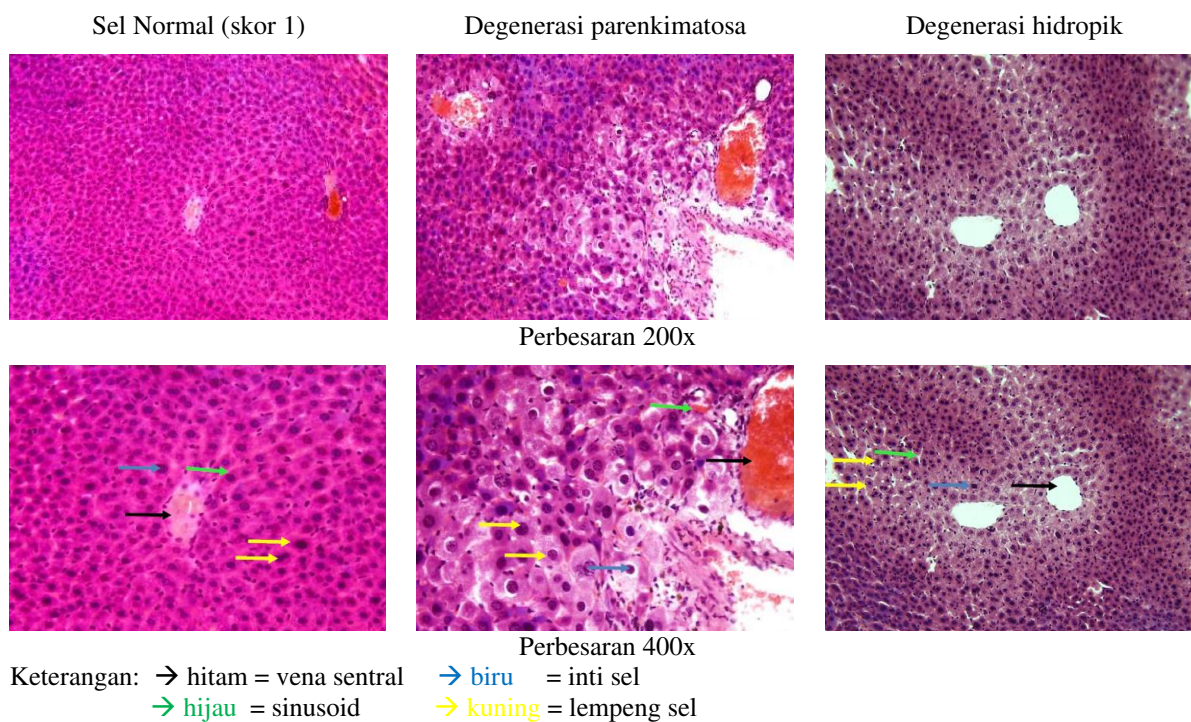 Sel Normal (skor 1) Degenerasi parenkimatosa Degenerasi hidropik
Perbesaran 200x
Perbesaran 400x
Keterangan: → hitam = vena sentral → biru = inti sel
→ hijau = sinusoid → kuning = lempeng sel